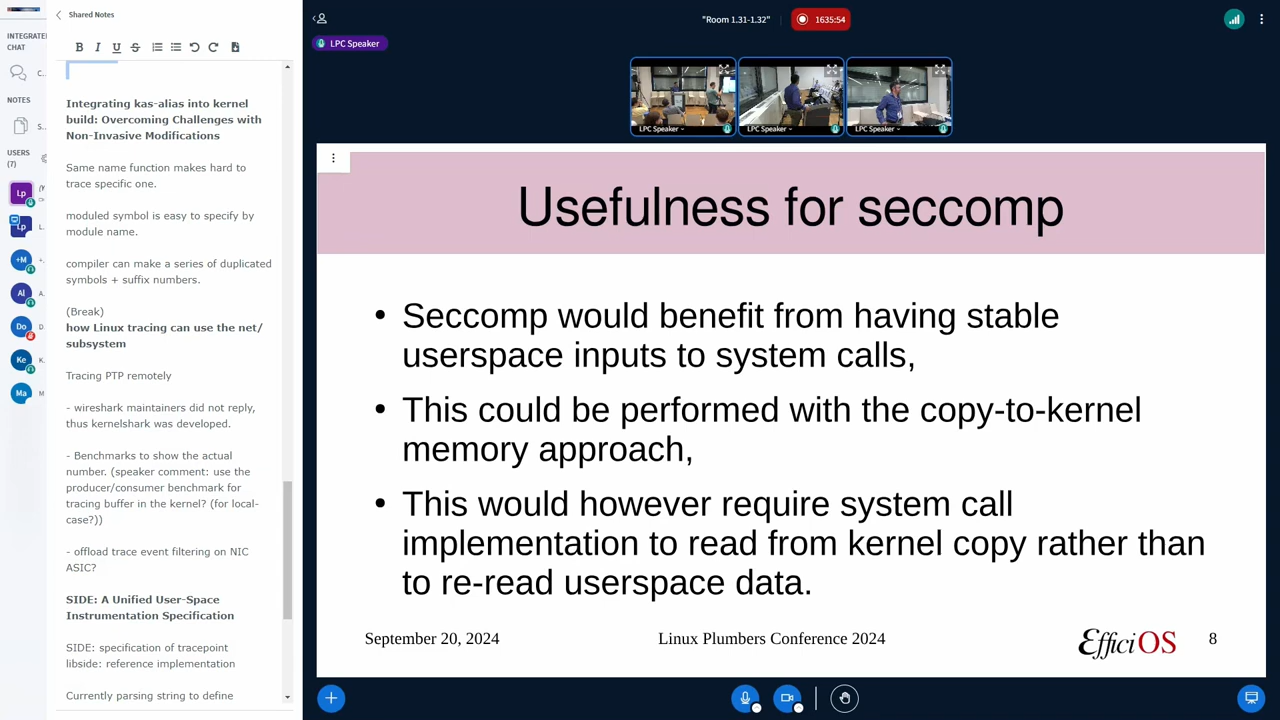 Shared Notes
INTEGRATE
CHAT
C...
NOTES
S...
USERS
(7)
Lp
Lp
L.
+M
+.
Al
A.
Do
D
Ke
K.
Ma
M
B I U S
Integrating kas-alias into kernel
build: Overcoming Challenges with
Non-Invasive Modifications
Same name function makes hard to
trace specific one.
moduled symbol is easy to specify by
module name.
compiler can make a series of duplicated
symbols + suffix numbers.
(Break)
how Linux tracing can use the net/
subsystem
Tracing PTP remotely
- wireshark maintainers did not reply,
thus kernelshark was developed.
- Benchmarks to show the actual
number. (speaker comment: use the
producer/consumer benchmark for
tracing buffer in the kernel? (for local-
case?))
- offload trace event filtering on NIC
ASIC?
SIDE: A Unified User-Space
Instrumentation Specification
SIDE: specification of tracepoint
libside: reference implementation
Currently parsing string to define
"Room 1.31-1.32"
1635:54
LPC Speaker
LPC Speaker
LPC Speaker
LPC Speaker
Usefulness for seccomp
• Seccomp would benefit from having stable
userspace inputs to system calls,
• This could be performed with the copy-to-kernel
memory approach,
• This would however require system call
implementation to read from kernel copy rather than
to re-read userspace data.
September 20, 2024
Linux Plumbers Conference 2024
EfficiOS
8